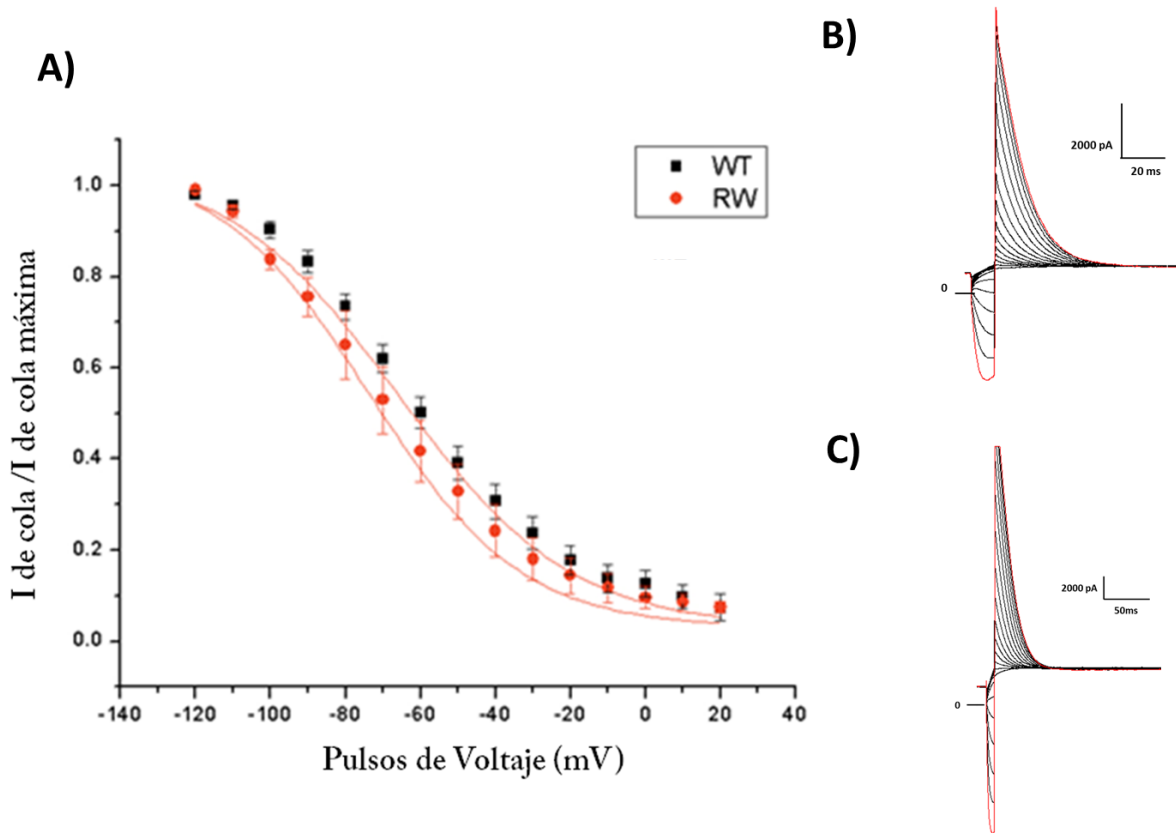 A)
I de cola /I de cola máxima
1.0
0.8
0.6
0.4
0.2
0.0
-140 -120 -100 -80 -60 -40 -20 0 20 40
Pulsos de Voltaje (mV)
WT
RW
B)
2000 pA
20 ms
0
C)
2000 pA
50ms
0